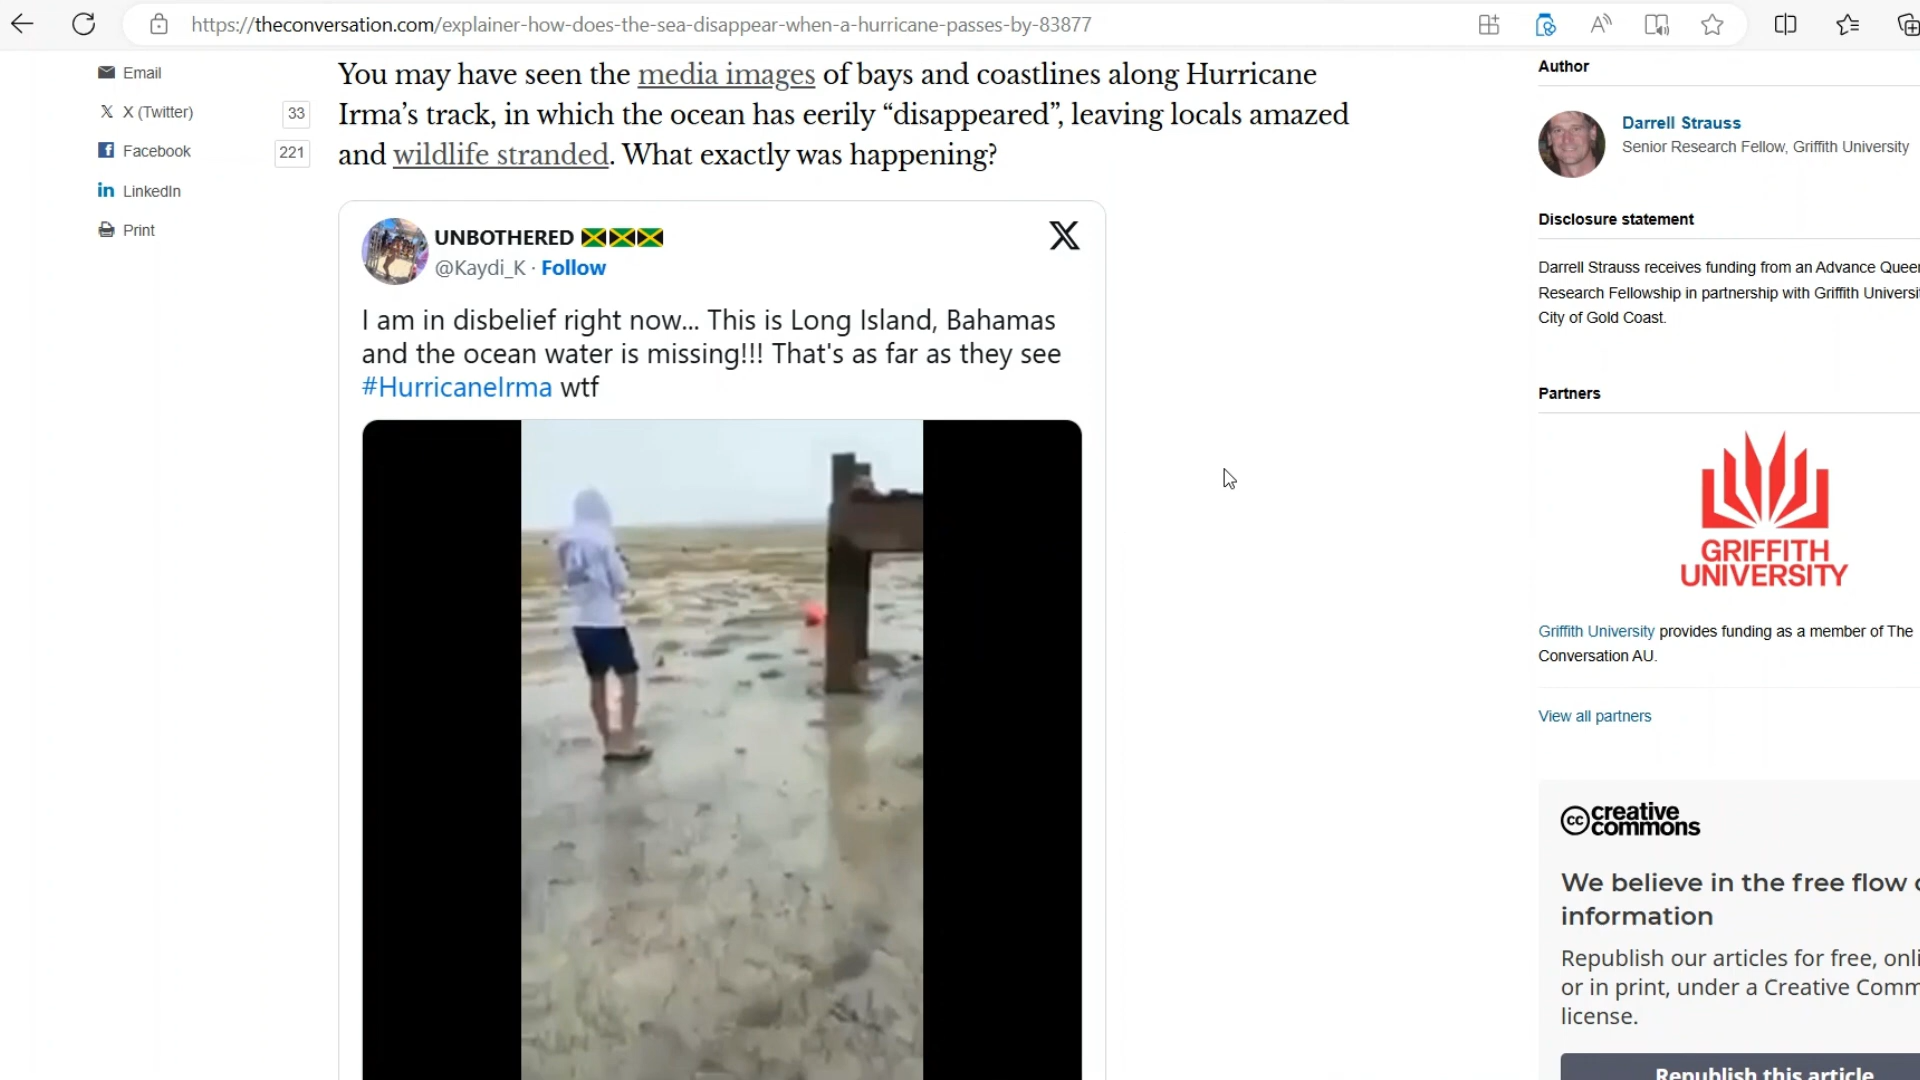 https://theconversation.com/explainer-how-does-the-sea-disappear-when-a-hurricane-passes-by-83877
Email
X (Twitter)
33
Facebook
221
LinkedIn
Print
You may have seen the media images of bays and coastlines along Hurricane
Irma’s track, in which the ocean has eerily “disappeared”, leaving locals amazed
and wildlife stranded. What exactly was happening?
UNBOTHERED
@Kaydi_K · Follow
I am in disbelief right now... This is Long Island, Bahamas
and the ocean water is missing!!! That's as far as they see
#HurricaneIrma wtf
Author
Darrell Strauss
Senior Research Fellow, Griffith University
Disclosure statement
Darrell Strauss receives funding from an Advance
Research Fellowship in partnership with Griffith
City of Gold Coast.
Partners
GRIFFITH
UNIVERSITY
Griffith University provides funding as a member of The
Conversation AU.
View all partners
cc creative
commons
We believe in the free flow
information
Republish our articles for free,
or in print, under a Creative
license.
Republish this article